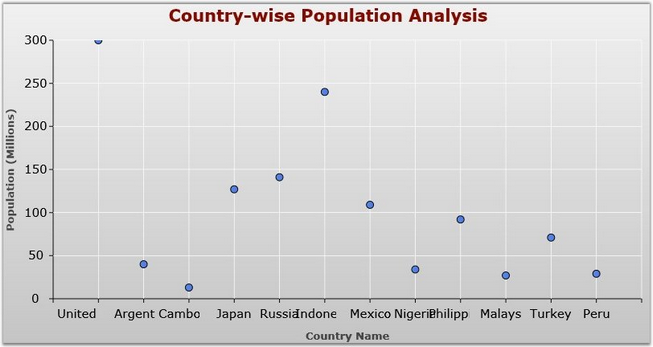 Country-wise Population Analysis
Population (Millions)
300
250
200
150
100
50
0
United Argent Cambo Japan Russia Indone Mexico Nigeria Philipp Malays Turkey Peru
Country Name